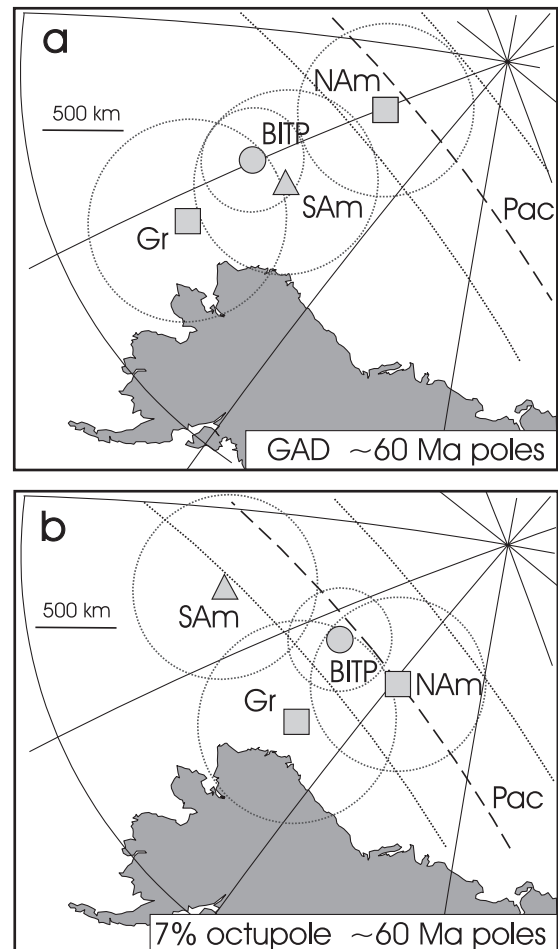 a
NAm
500 km
BITP
SAm
Pac
Gr
GAD ~60 Ma poles
b
SAm
500 km
BITP
NAm
Gr
Pac
7% octupole ~60 Ma poles